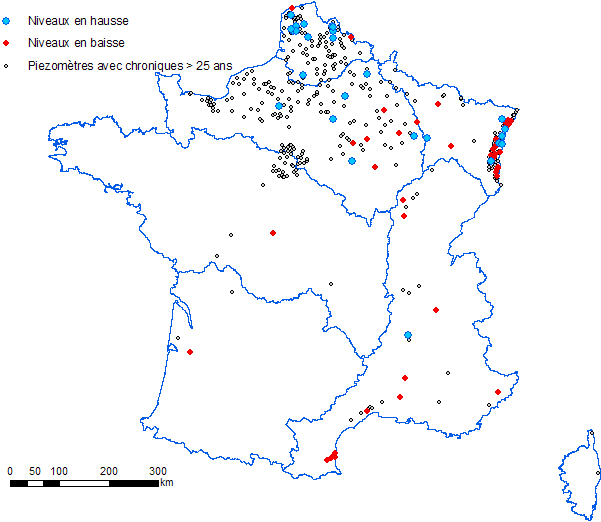 Niveaux en hausse
Niveaux en baisse
Piezomètres avec chroniques > 25 ans
0 50 100 200 300
km